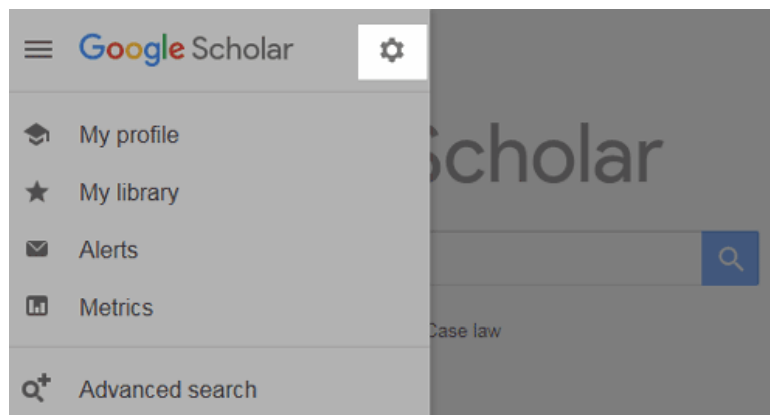 Google Scholar
My profile
My library
Alerts
Metrics
Advanced search
Scholar
Case law